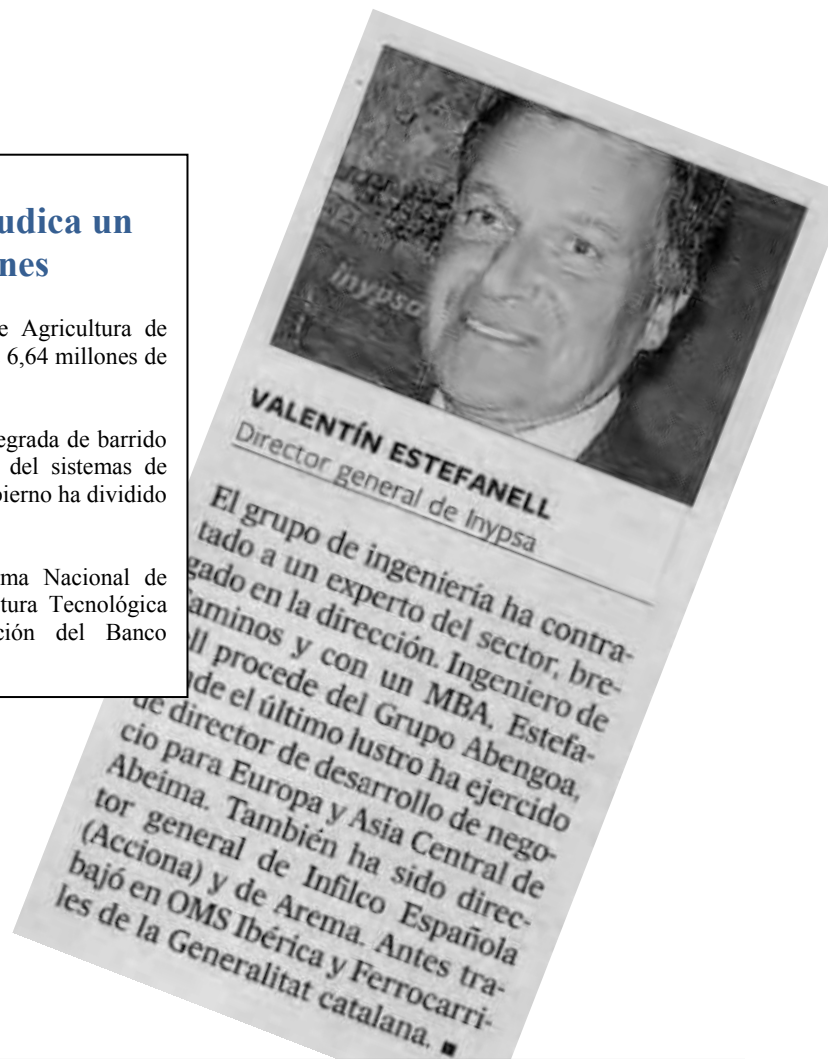 udica un
nes
e Agricultura de
6,64 millones de
egrada de barrido
del sistemas de
bierno ha dividido
ma Nacional de
tura Tecnológica
ción del Banco
inypsa
VALENTÍN ESTEFANELL
Director general de Inypsa
El grupo de ingeniería ha contra-
tado a un experto del sector, bre-
gado en la dirección. Ingeniero de
aminos y con un MBA, Estefa-
ll procede del Grupo Abengoa,
nde el último lustro ha ejercido
de director de desarrollo de nego-
cio para Europa y Asia Central de
Abeima. También ha sido direc-
tor general de Infilco Española
(Acciona) y de Arema. Antes tra-
bajó en OMS Ibérica y Ferrocarri-
les de la Generalitat catalana.